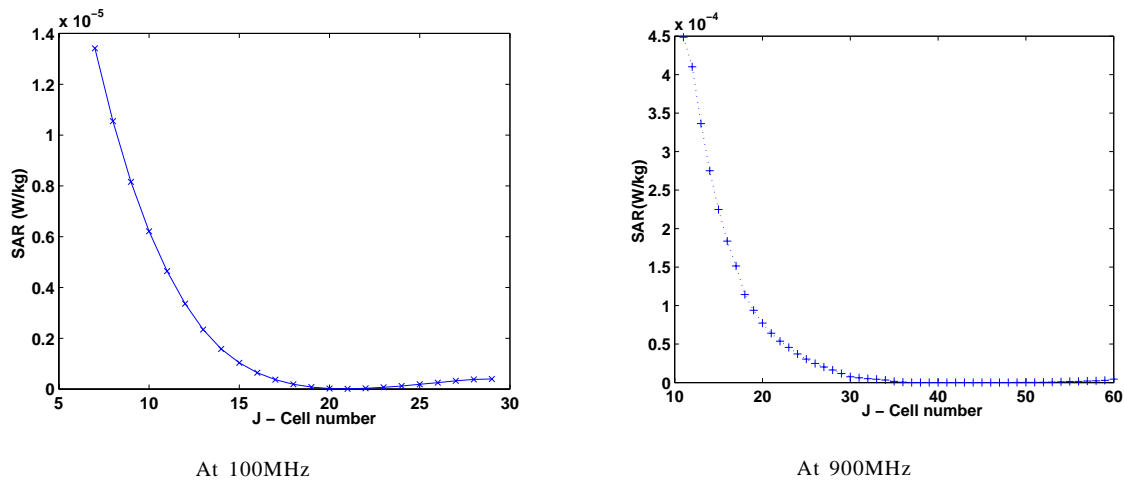 x 10⁻⁵
1.4
1.2
1
0.8
0.6
0.4
0.2
0
5 10 15 20 25 30
SAR (W/kg)
J – Cell number
At 100MHz
x 10⁻⁴
4.5
4
3.5
3
2.5
2
1.5
1
0.5
0
10 20 30 40 50 60
SAR(W/kg)
J – Cell number
At 900MHz